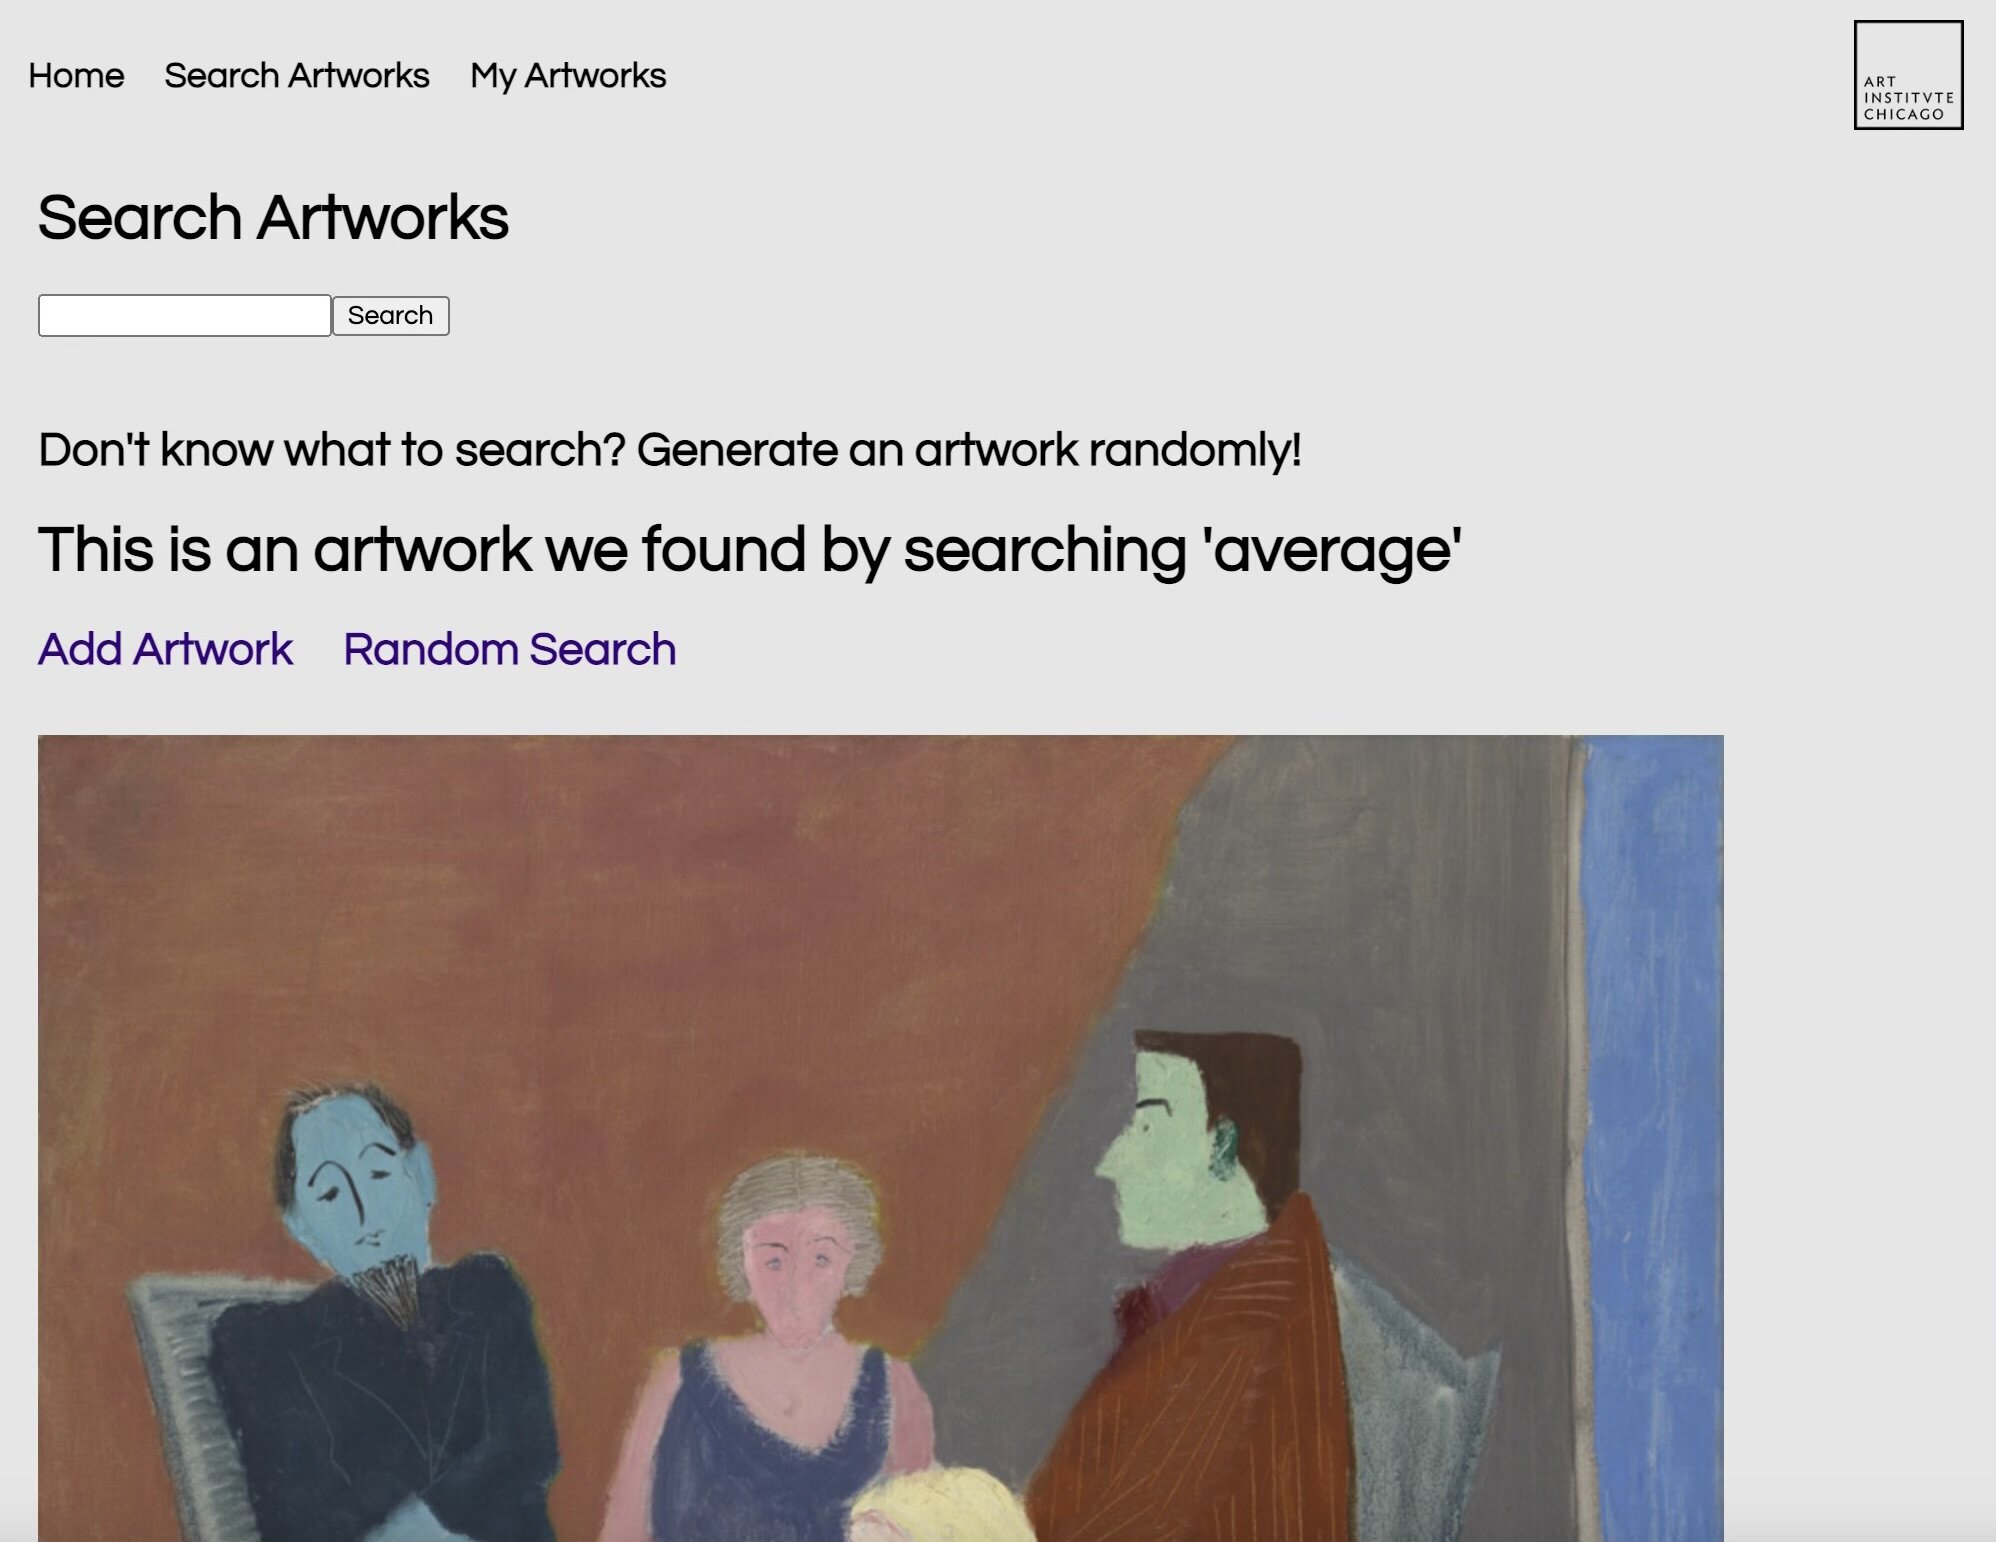 Home Search Artworks My Artworks
ART
INSTITVTE
CHICAGO
Search Artworks
Search
Don't know what to search? Generate an artwork randomly!
This is an artwork we found by searching 'average'
Add Artwork Random Search